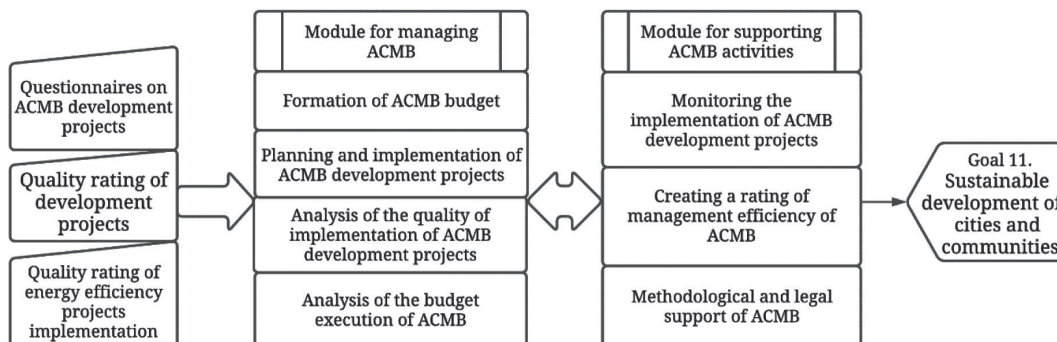 Questionnaires on
ACMB development
projects
Quality rating of
development
projects
Quality rating of
energy efficiency
projects
implementation
Module for managing
ACMB
Formation of ACMB budget
Planning and implementation of
ACMB development projects
Analysis of the quality of
implementation of ACMB
development projects
Analysis of the budget
execution of ACMB
Module for supporting
ACMB activities
Monitoring the
implementation of ACMB
development projects
Creating a rating of
management efficiency of
ACMB
Methodological and legal
support of ACMB
Goal 11.
Sustainable
development of
cities and
communities